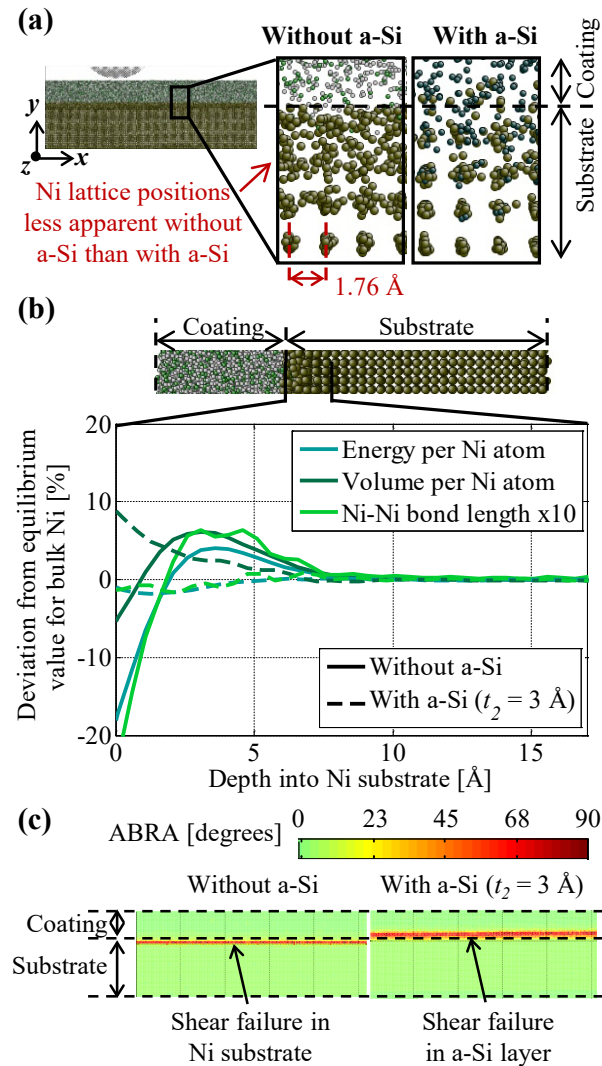 (a)
Without a-Si
With a-Si
Coating
Substrate
y
z
x
Ni lattice positions
less apparent without
a-Si than with a-Si
1.76 Å
(b)
Coating
Substrate
Deviation from equilibrium
value for bulk Ni [%]
20
10
0
-10
-20
Energy per Ni atom
Volume per Ni atom
Ni-Ni bond length x10
Without a-Si
With a-Si (t₂ = 3 Å)
0
5
10
15
Depth into Ni substrate [Å]
(c)
ABRA [degrees]
0
23
45
68
90
Without a-Si
With a-Si (t₂ = 3 Å)
Coating
Substrate
Shear failure in
Ni substrate
Shear failure
in a-Si layer